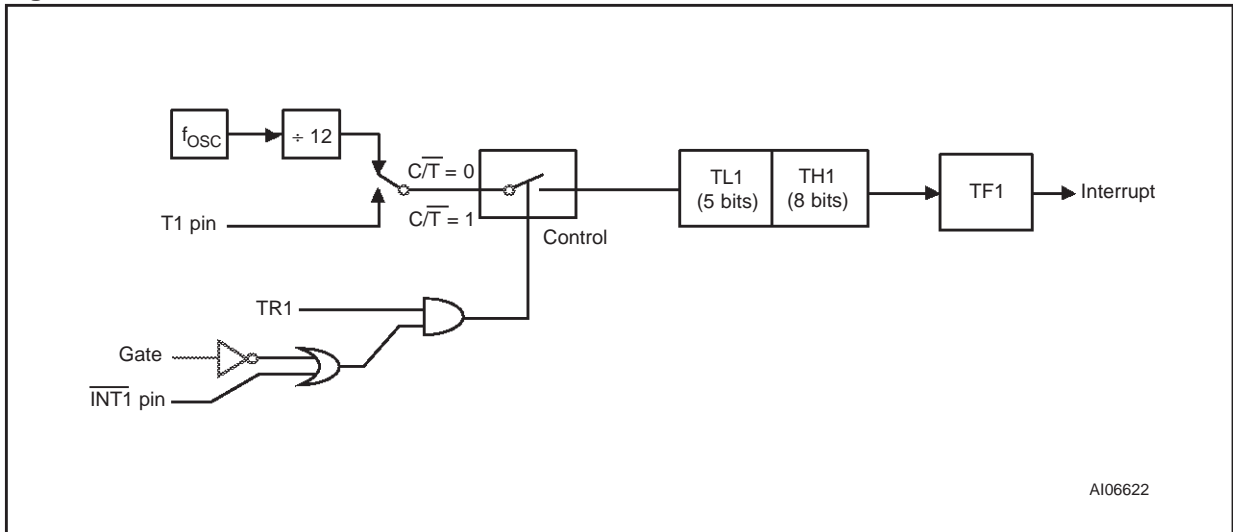 fOSC
÷ 12
C/T̅ = 0
TL1
(5 bits)
TH1
(8 bits)
TF1
Interrupt
T1 pin
C/T̅ = 1
Control
TR1
Gate
I̅N̅T̅1̅ pin
AI06622